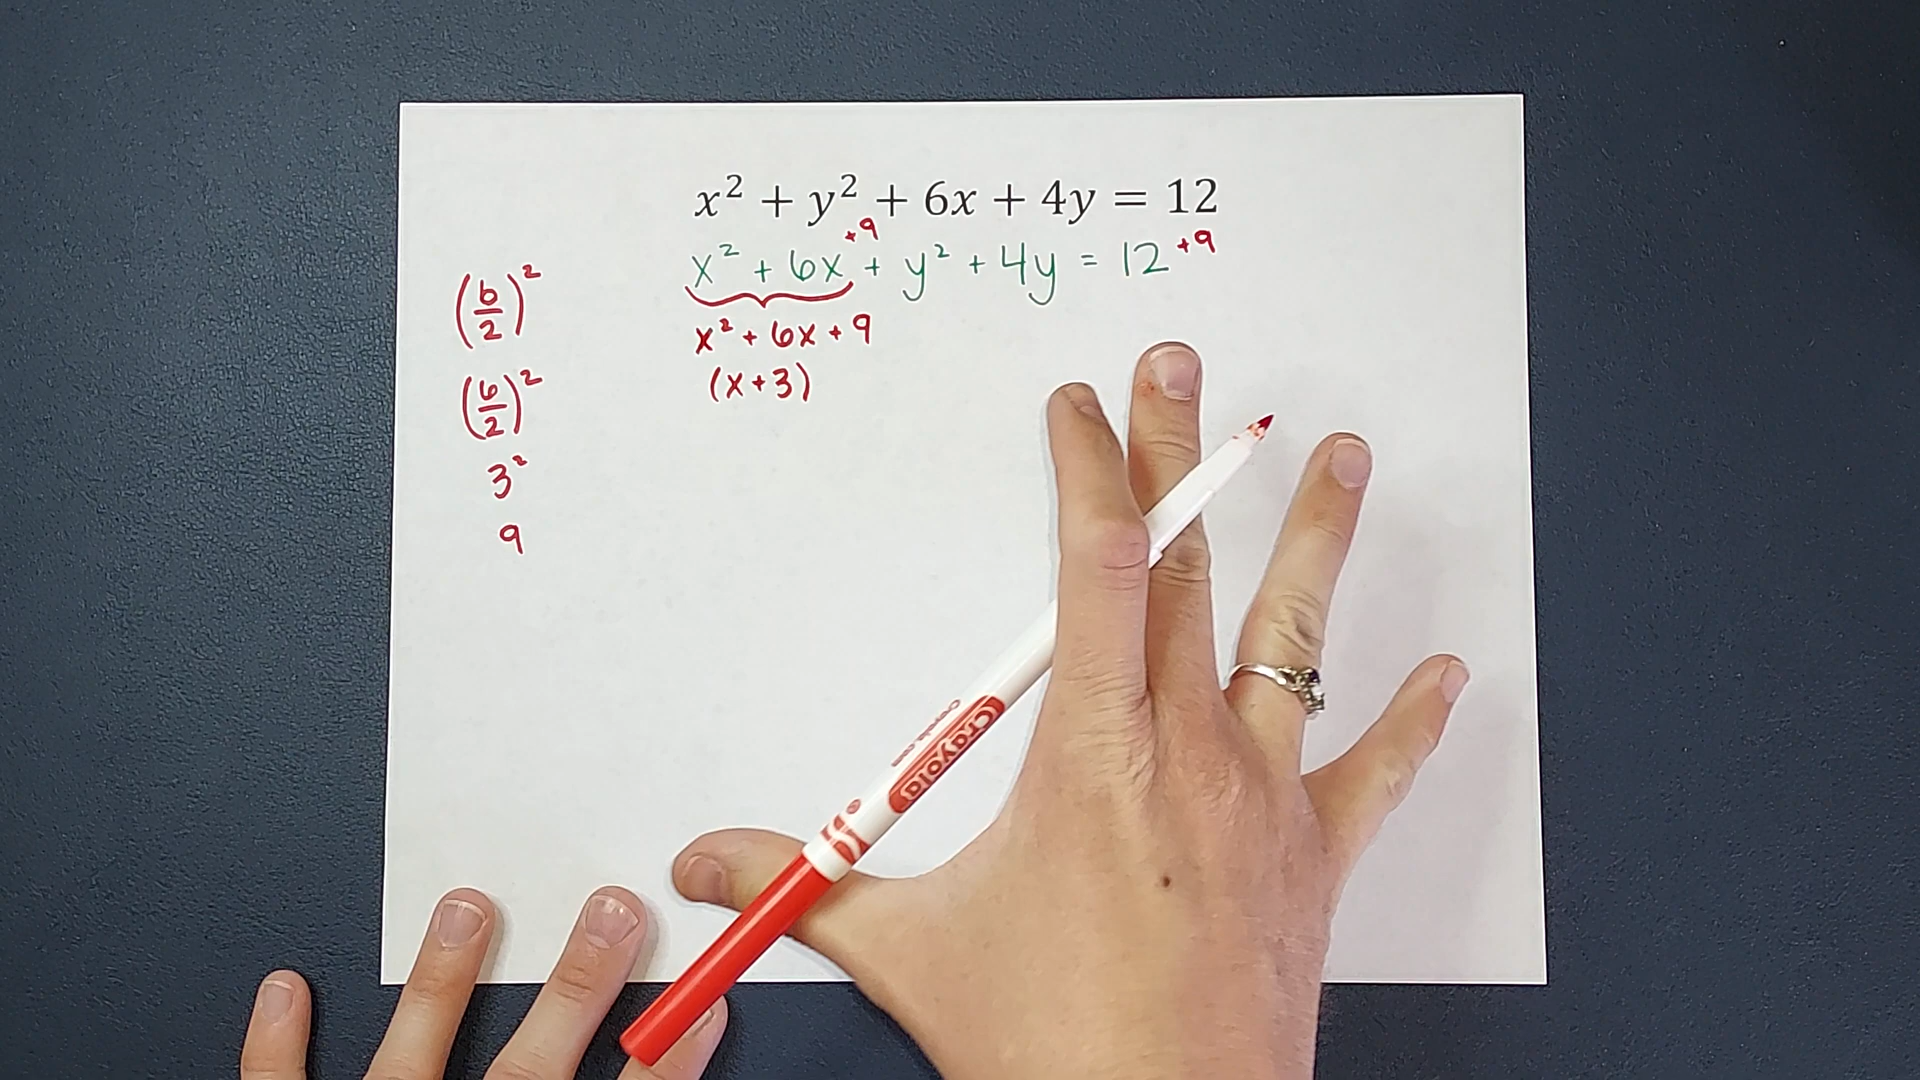 x² + y² + 6x + 4y = 12
x² + 6x +9 + y² + 4y = 12 +9
x² + 6x + 9
(x+3)
(b/2)²
(6/2)²
3²
9
Crayola